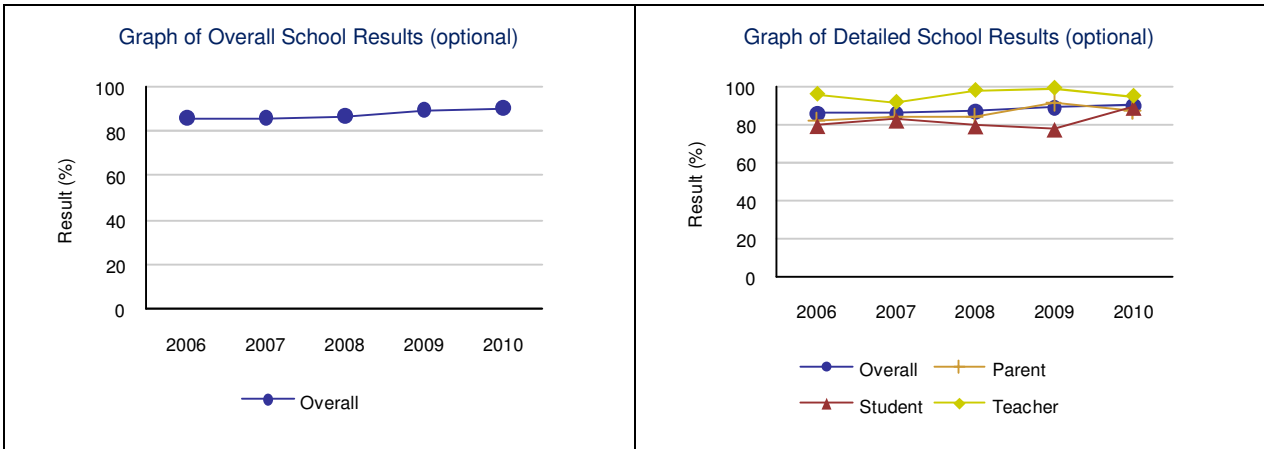 Graph of Overall School Results (optional)
100
80
60
40
20
0
Result (%)
2006 2007 2008 2009 2010
Overall
Graph of Detailed School Results (optional)
100
80
60
40
20
0
Result (%)
2006 2007 2008 2009 2010
Overall Parent
Student Teacher